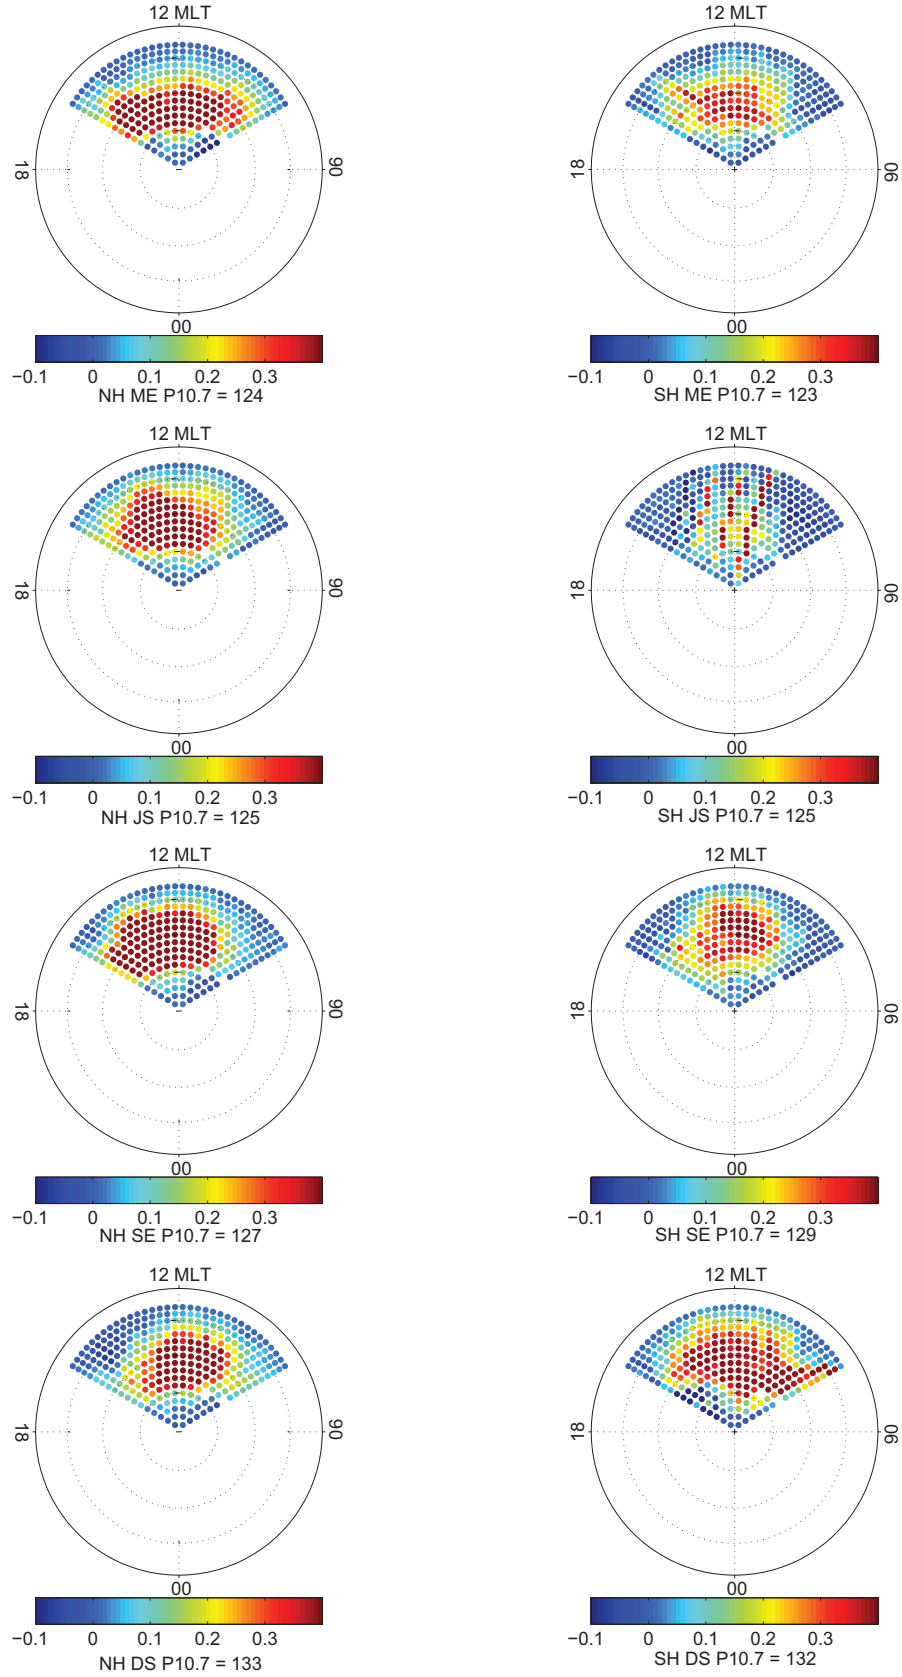 12 MLT 12 MLT
18 06 18 06
00 00
−0.1 0 0.1 0.2 0.3 −0.1 0 0.1 0.2 0.3
NH ME P10.7 = 124 SH ME P10.7 = 123
12 MLT 12 MLT
18 06 18 06
00 00
−0.1 0 0.1 0.2 0.3 −0.1 0 0.1 0.2 0.3
NH JS P10.7 = 125 SH JS P10.7 = 125
12 MLT 12 MLT
18 06 18 06
00 00
−0.1 0 0.1 0.2 0.3 −0.1 0 0.1 0.2 0.3
NH SE P10.7 = 127 SH SE P10.7 = 129
12 MLT 12 MLT
18 06 18 06
00 00
−0.1 0 0.1 0.2 0.3 −0.1 0 0.1 0.2 0.3
NH DS P10.7 = 133 SH DS P10.7 = 132